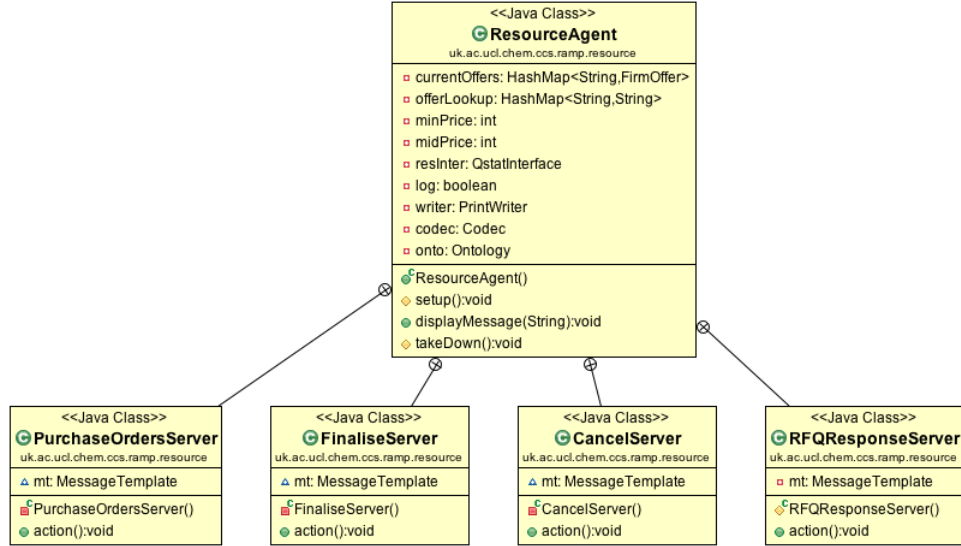 <<Java Class>>
ResourceAgent
uk.ac.ucl.chem.ccs.ramp.resource
currentOffers: HashMap<String,FirmOffer>
offerLookup: HashMap<String,String>
minPrice: int
midPrice: int
resInter: QstatInterface
log: boolean
writer: PrintWriter
codec: Codec
onto: Ontology
ResourceAgent()
setup():void
displayMessage(String):void
takeDown():void
<<Java Class>>
PurchaseOrdersServer
uk.ac.ucl.chem.ccs.ramp.resource
mt: MessageTemplate
PurchaseOrdersServer()
action():void
<<Java Class>>
FinaliseServer
uk.ac.ucl.chem.ccs.ramp.resource
mt: MessageTemplate
FinaliseServer()
action():void
<<Java Class>>
CancelServer
uk.ac.ucl.chem.ccs.ramp.resource
mt: MessageTemplate
CancelServer()
action():void
<<Java Class>>
RFQResponseServer
uk.ac.ucl.chem.ccs.ramp.resource
mt: MessageTemplate
RFQResponseServer()
action():void